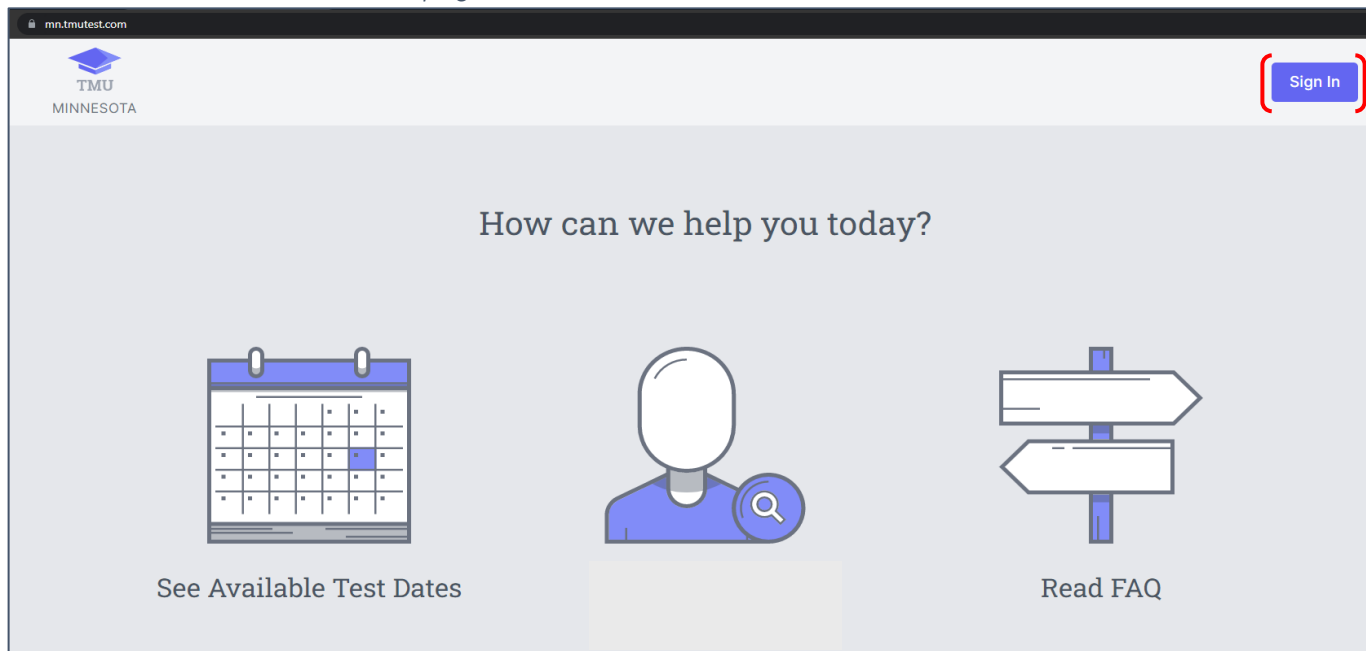 mn.tmutest.com
TMU
MINNESOTA
Sign In
How can we help you today?
See Available Test Dates
Read FAQ